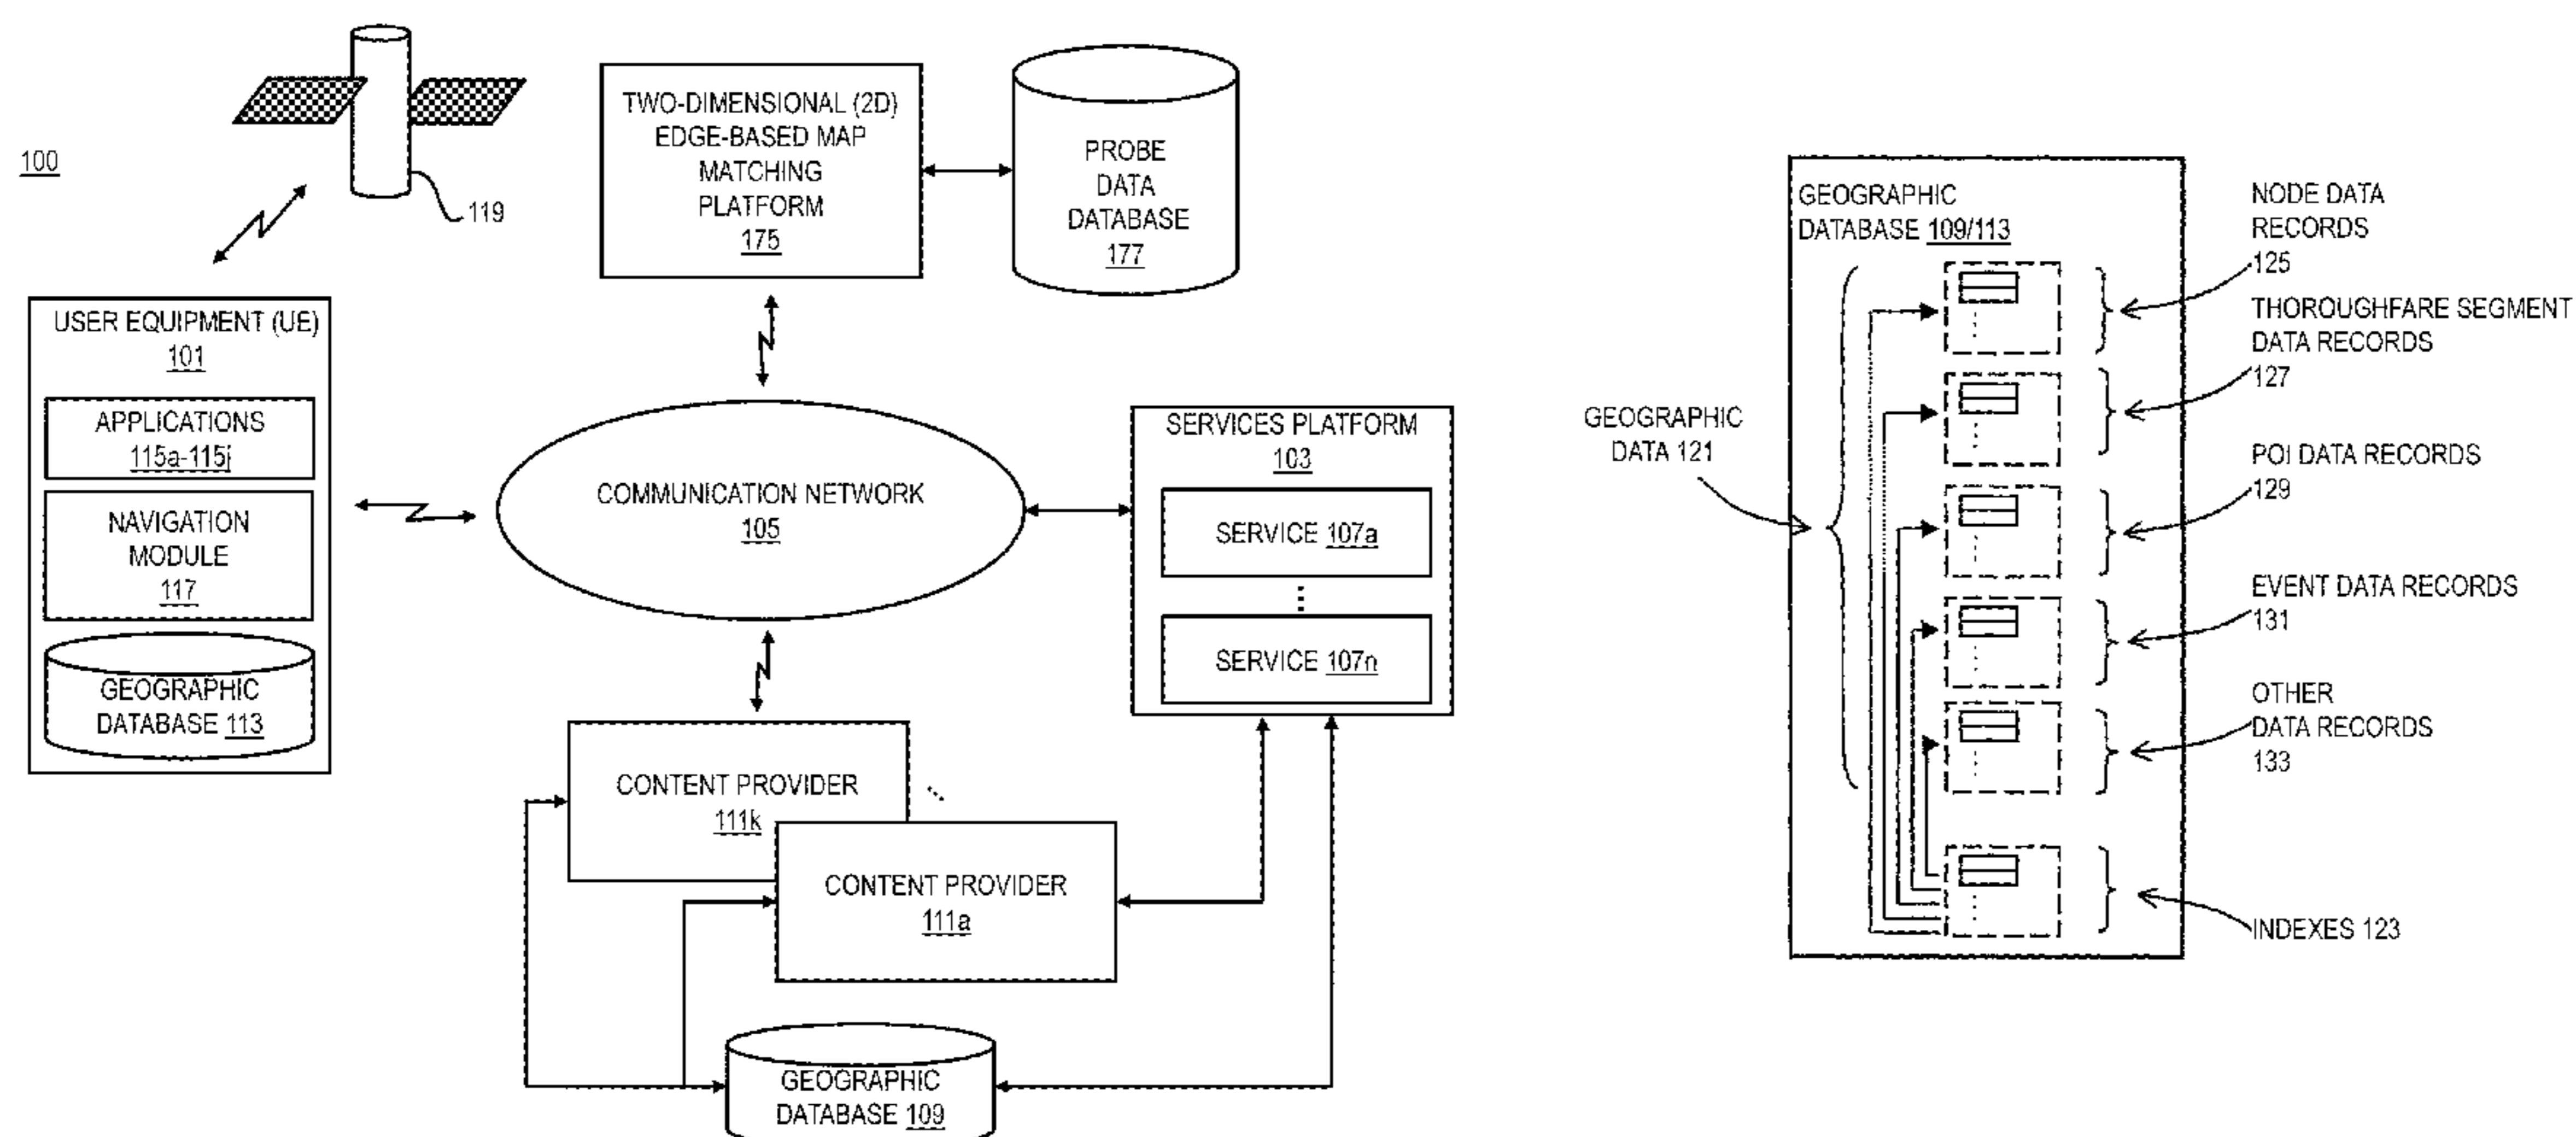 100
119
TWO-DIMENSIONAL (2D)
EDGE-BASED MAP
MATCHING
PLATFORM
175
PROBE
DATA
DATABASE
177
USER EQUIPMENT (UE)
101
APPLICATIONS
115a-115j
NAVIGATION
MODULE
117
GEOGRAPHIC
DATABASE 113
COMMUNICATION NETWORK
105
SERVICES PLATFORM
103
SERVICE 107a
SERVICE 107n
CONTENT PROVIDER
111k
CONTENT PROVIDER
111a
GEOGRAPHIC
DATABASE 109
GEOGRAPHIC
DATABASE 109/113
GEOGRAPHIC
DATA 121
NODE DATA
RECORDS
125
THOROUGHFARE SEGMENT
DATA RECORDS
127
POI DATA RECORDS
129
EVENT DATA RECORDS
131
OTHER
DATA RECORDS
133
INDEXES 123